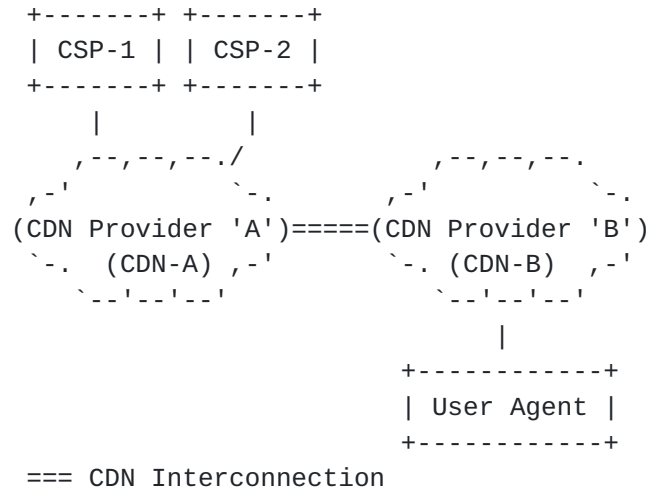 +-------+ +-------+
| CSP-1 | | CSP-2 |
+-------+ +-------+
    |         |
   ,--,--,--./            ,--,--,--.
,-'          `-.       ,-'          `-.
(CDN Provider 'A')=====(CDN Provider 'B')
`-.  (CDN-A) ,-'       `-. (CDN-B)  ,-'
   `--'--'--'             `--'--'--'
                              |
                        +------------+
                        | User Agent |
                        +------------+
=== CDN Interconnection